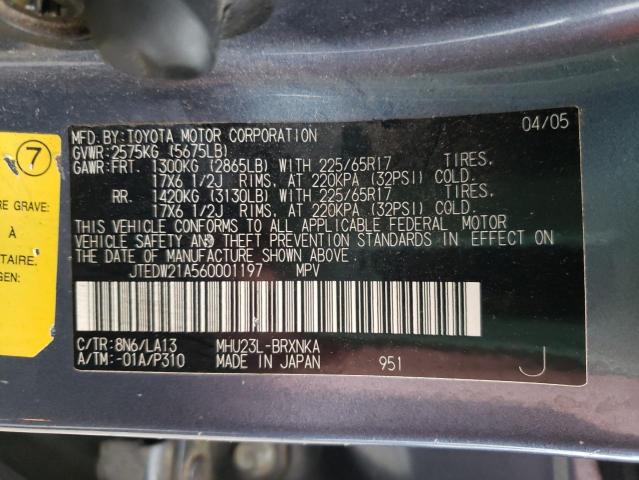 7
RE GRAVE:
À
TAIRE.
GEN:
04/05
MFD.BY:TOYOTA MOTOR CORPORATION
GVWR:2575KG (5675LB)
GAWR:FRT. 1300KG (2865LB) WITH 225/65R17 TIRES.
17X6 1/2J RIMS, AT 220KPA (32PSI) COLD.
RR. 1420KG (3130LB) WITH 225/65R17 TIRES.
17X6 1/2J RIMS, AT 220KPA (32PSI) COLD.
THIS VEHICLE CONFORMS TO ALL APPLICABLE FEDERAL MOTOR
VEHICLE SAFETY AND THEFT PREVENTION STANDARDS IN EFFECT ON
THE DATE OF MANUFACTURE SHOWN ABOVE.
JTEDW21A560001197 MPV
C/TR:8N6/LA13 MHU23L-BRXNKA
A/TM:-01A/P310 MADE IN JAPAN 951 J